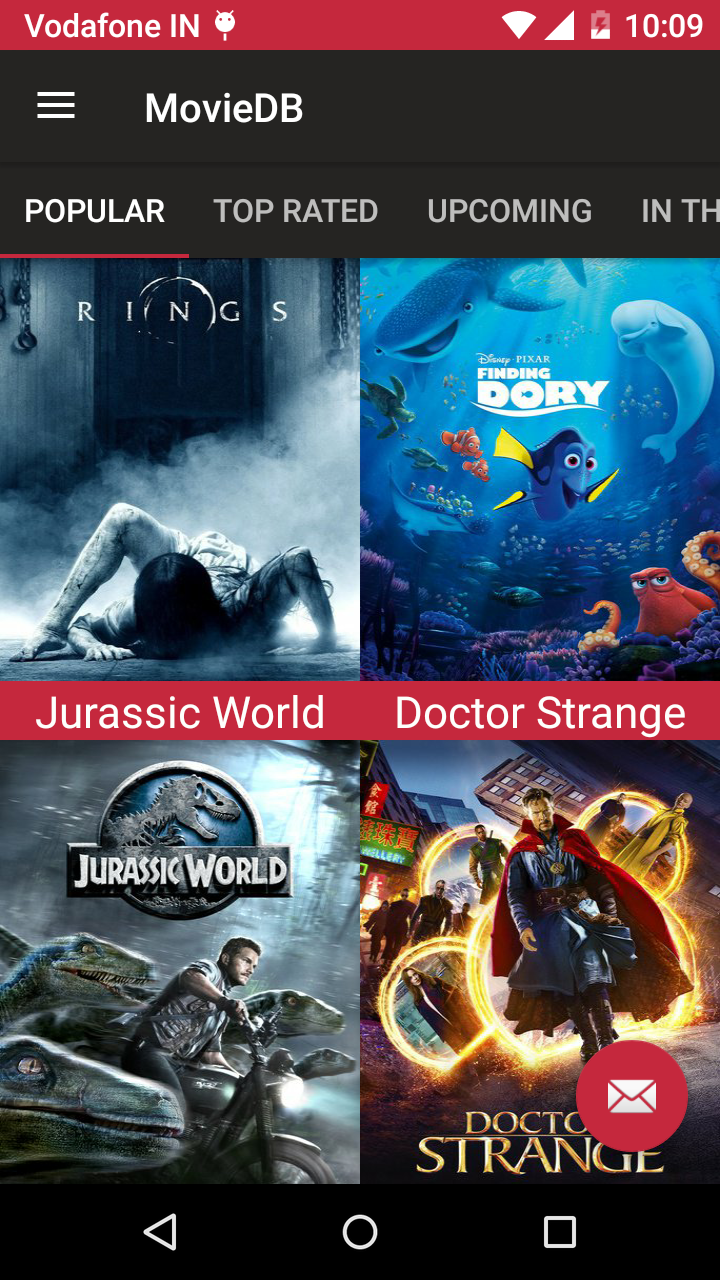 Vodafone IN 10:09
MovieDB
POPULAR TOP RATED UPCOMING IN TH
RINGS
Disney · PIXAR
FINDING
DORY
Jurassic World Doctor Strange
JURASSIC WORLD
DOCTO
STRANGE